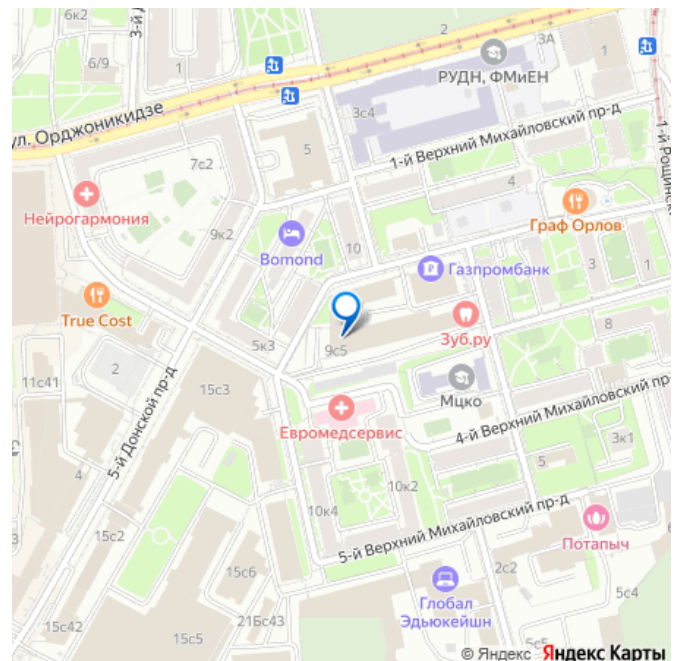 6к2
3-й Д
2
3А
1
6/9
1
РУДН, ФМиЕН
ул. Орджоникидзе
3с4
5
1-й Верхний Михайловский пр-д
1-й Рощинск
7с2
Нейрогармония
4
Граф Орлов
9к2
Bomond
10
Газпромбанк
3
1
True Cost
Зуб.ру
8
5к3
9с5
2
11с41
15с3
Мцко
5-й Донской пр-д
Евромедсервис
4-й Верхний Михайловский пр-
3к1
4
10к2
5
10к4
5-й Верхний Михайловский пр-д
Потапыч
15с2
15с6
2с2
Глобал
Эдьюкейшн
5с4
21Бс43
15с42
15с5
5с5
© Яндекс Яндекс Карты